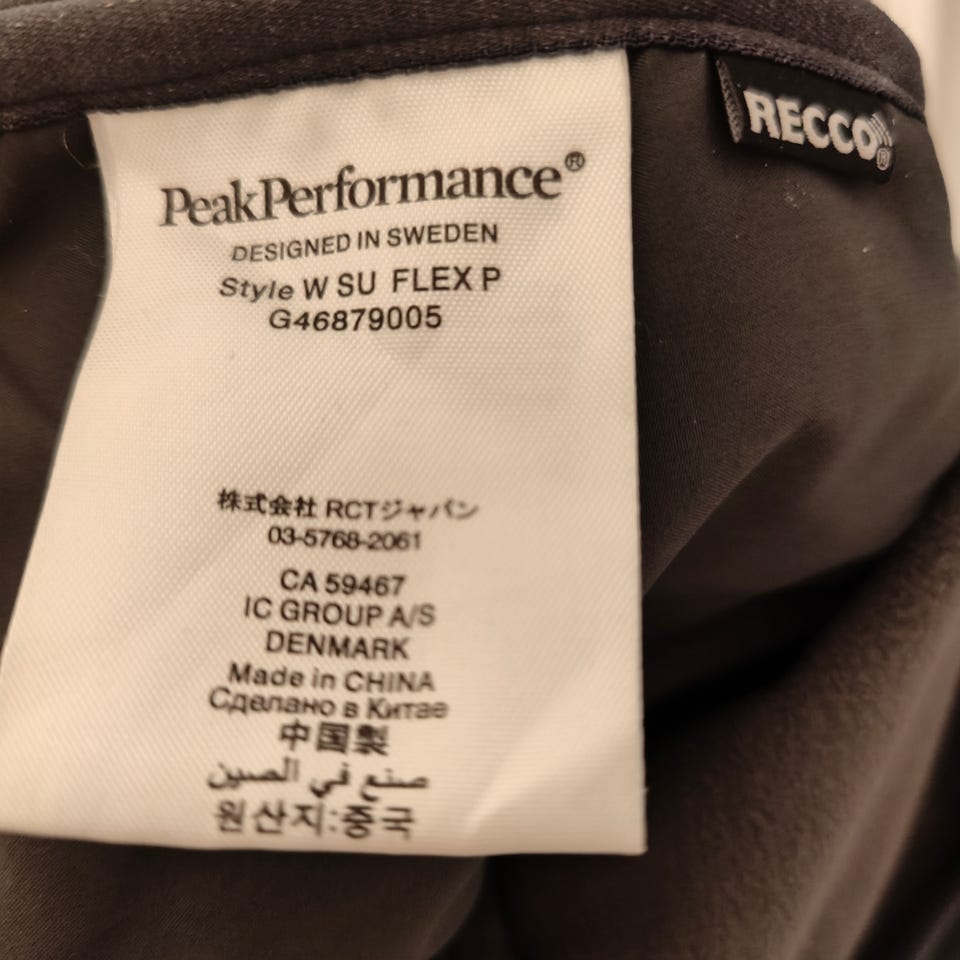 PeakPerformance®
DESIGNED IN SWEDEN
Style W SU FLEX P
G46879005
株式会社 RCTジャパン
03-5768-2061
CA 59467
IC GROUP A/S
DENMARK
Made in CHINA
Сделано в Китае
中国製
صنع في الصين
원산지:중국
RECCO®